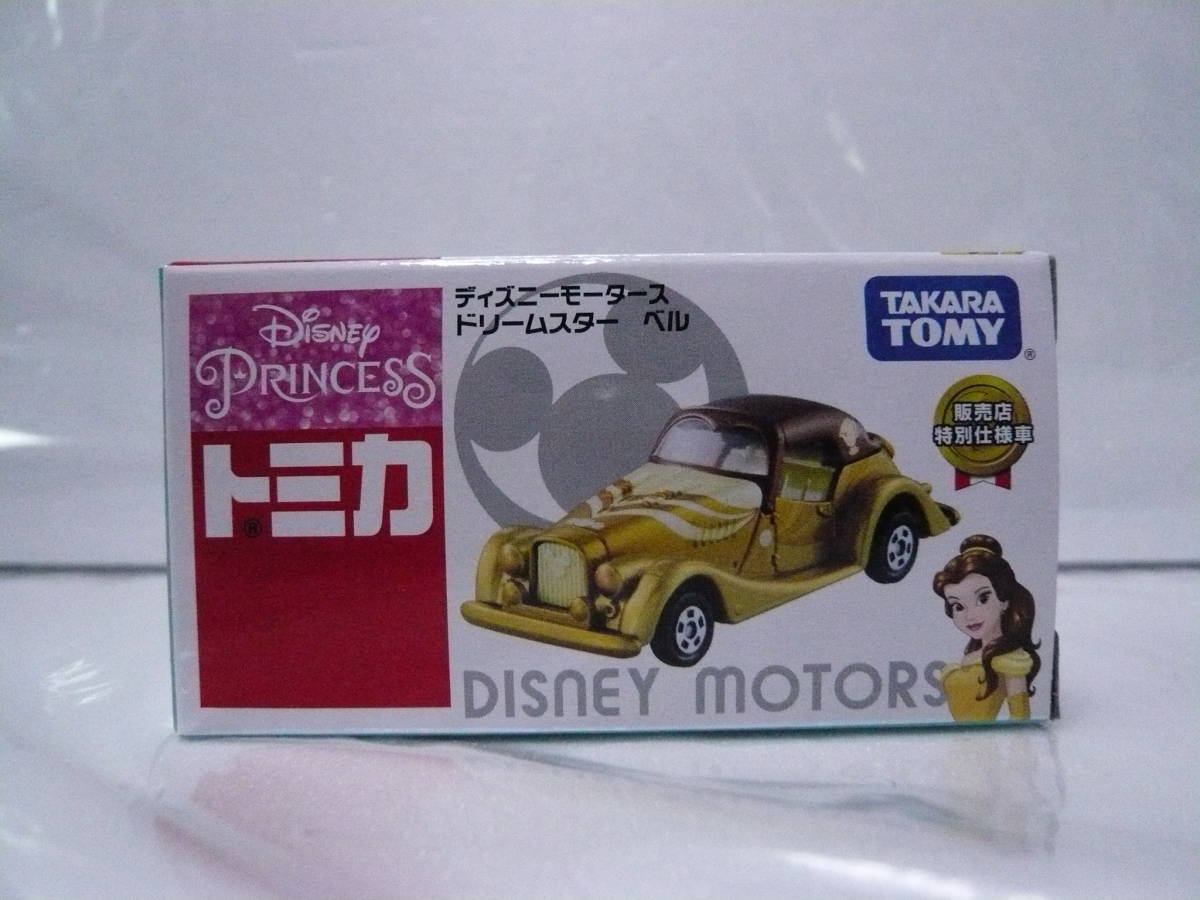 Disney
PRINCESS
トミカ®
ディズニーモータース
ドリームスター ベル
TAKARA
TOMY®
販売店
特別仕様車
DISNEY MOTORS